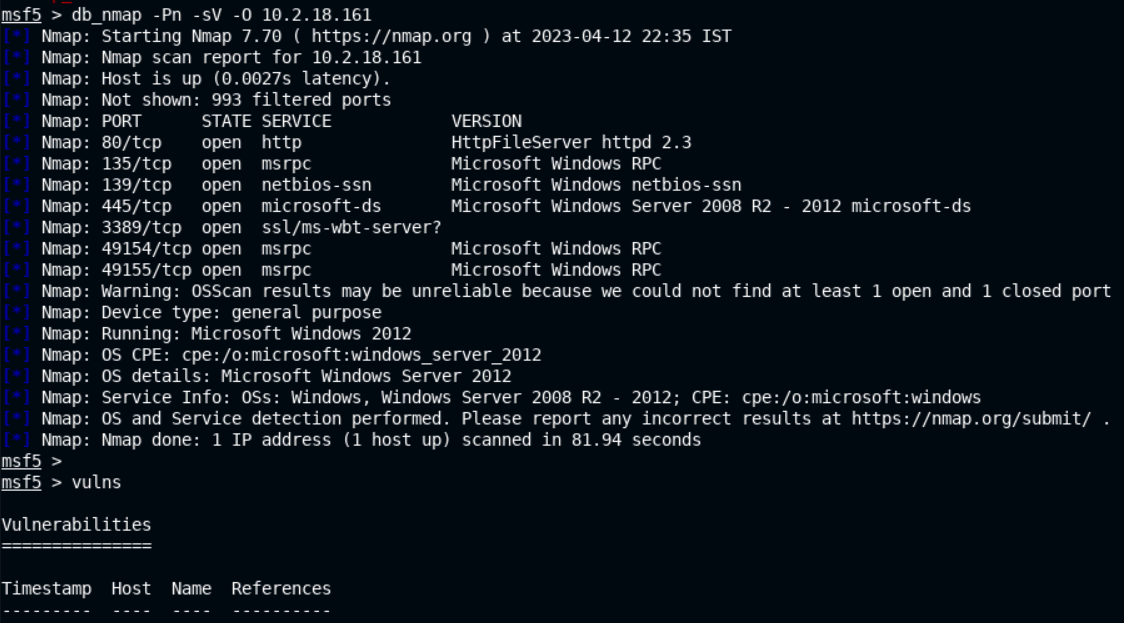 msf5 > db_nmap -Pn -sV -O 10.2.18.161
[*] Nmap: Starting Nmap 7.70 ( https://nmap.org ) at 2023-04-12 22:35 IST
[*] Nmap: Nmap scan report for 10.2.18.161
[*] Nmap: Host is up (0.0027s latency).
[*] Nmap: Not shown: 993 filtered ports
[*] Nmap: PORT      STATE SERVICE            VERSION
[*] Nmap: 80/tcp    open  http               HttpFileServer httpd 2.3
[*] Nmap: 135/tcp   open  msrpc              Microsoft Windows RPC
[*] Nmap: 139/tcp   open  netbios-ssn        Microsoft Windows netbios-ssn
[*] Nmap: 445/tcp   open  microsoft-ds       Microsoft Windows Server 2008 R2 - 2012 microsoft-ds
[*] Nmap: 3389/tcp  open  ssl/ms-wbt-server?
[*] Nmap: 49154/tcp open  msrpc              Microsoft Windows RPC
[*] Nmap: 49155/tcp open  msrpc              Microsoft Windows RPC
[*] Nmap: Warning: OSScan results may be unreliable because we could not find at least 1 open and 1 closed port
[*] Nmap: Device type: general purpose
[*] Nmap: Running: Microsoft Windows 2012
[*] Nmap: OS CPE: cpe:/o:microsoft:windows_server_2012
[*] Nmap: OS details: Microsoft Windows Server 2012
[*] Nmap: Service Info: OSs: Windows, Windows Server 2008 R2 - 2012; CPE: cpe:/o:microsoft:windows
[*] Nmap: OS and Service detection performed. Please report any incorrect results at https://nmap.org/submit/ .
[*] Nmap: Nmap done: 1 IP address (1 host up) scanned in 81.94 seconds
msf5 >
msf5 > vulns
Vulnerabilities
===============
Timestamp  Host  Name  References
---------  ----  ----  ----------